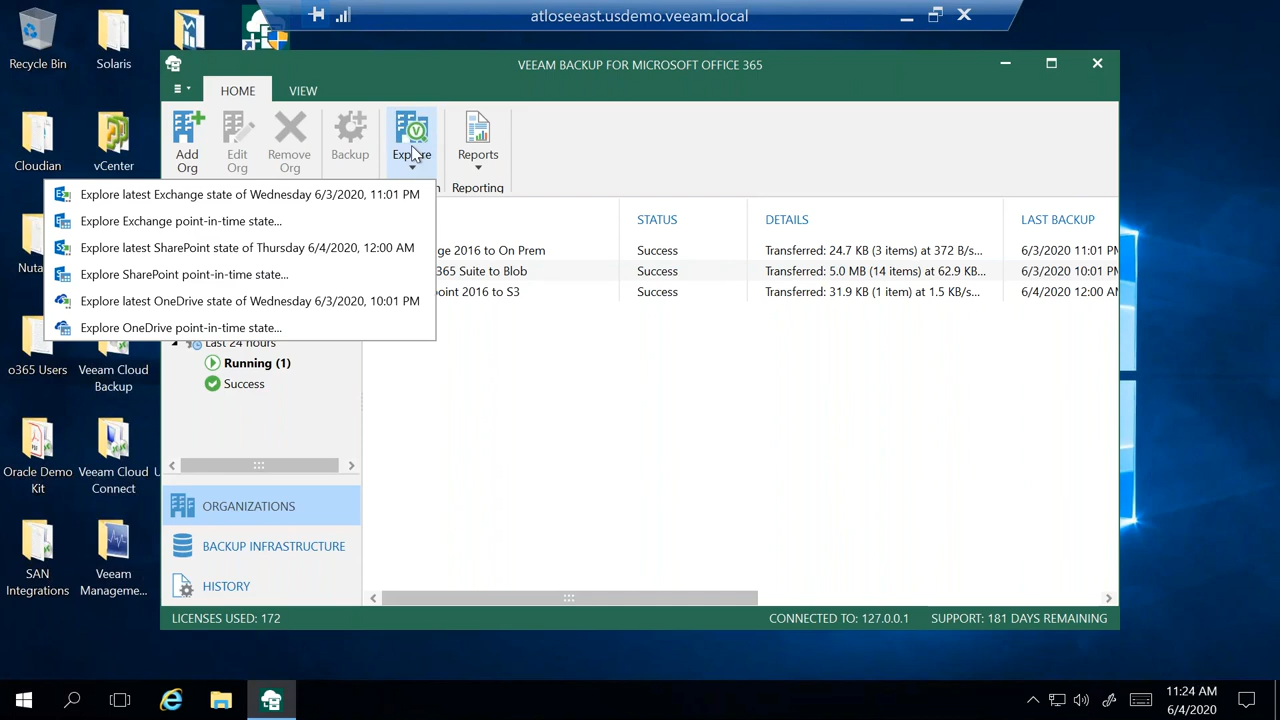 atloseeast.usdemo.veeam.local
Recycle Bin
Solaris
VEEAM BACKUP FOR MICROSOFT OFFICE 365
HOME
VIEW
Add
Org
Edit
Org
Remove
Org
Backup
Explore
Reports
Reporting
Cloudian
vCenter
Explore latest Exchange state of Wednesday 6/3/2020, 11:01 PM
Explore Exchange point-in-time state...
Explore latest SharePoint state of Thursday 6/4/2020, 12:00 AM
Explore SharePoint point-in-time state...
Explore latest OneDrive state of Wednesday 6/3/2020, 10:01 PM
Explore OneDrive point-in-time state...
STATUS
DETAILS
LAST BACKUP
ge 2016 to On Prem
Success
Transferred: 24.7 KB (3 items) at 372 B/s...
6/3/2020 11:01 PM
365 Suite to Blob
Success
Transferred: 5.0 MB (14 items) at 62.9 KB...
6/3/2020 10:01 PM
oint 2016 to S3
Success
Transferred: 31.9 KB (1 item) at 1.5 KB/s...
6/4/2020 12:00 AM
Nuta
Last 24 hours
Running (1)
Success
o365 Users
Veeam Cloud
Backup
Oracle Demo
Kit
Veeam Cloud
Connect
SAN
Integrations
Veeam
Manageme...
ORGANIZATIONS
BACKUP INFRASTRUCTURE
HISTORY
LICENSES USED: 172
CONNECTED TO: 127.0.0.1
SUPPORT: 181 DAYS REMAINING
11:24 AM
6/4/2020